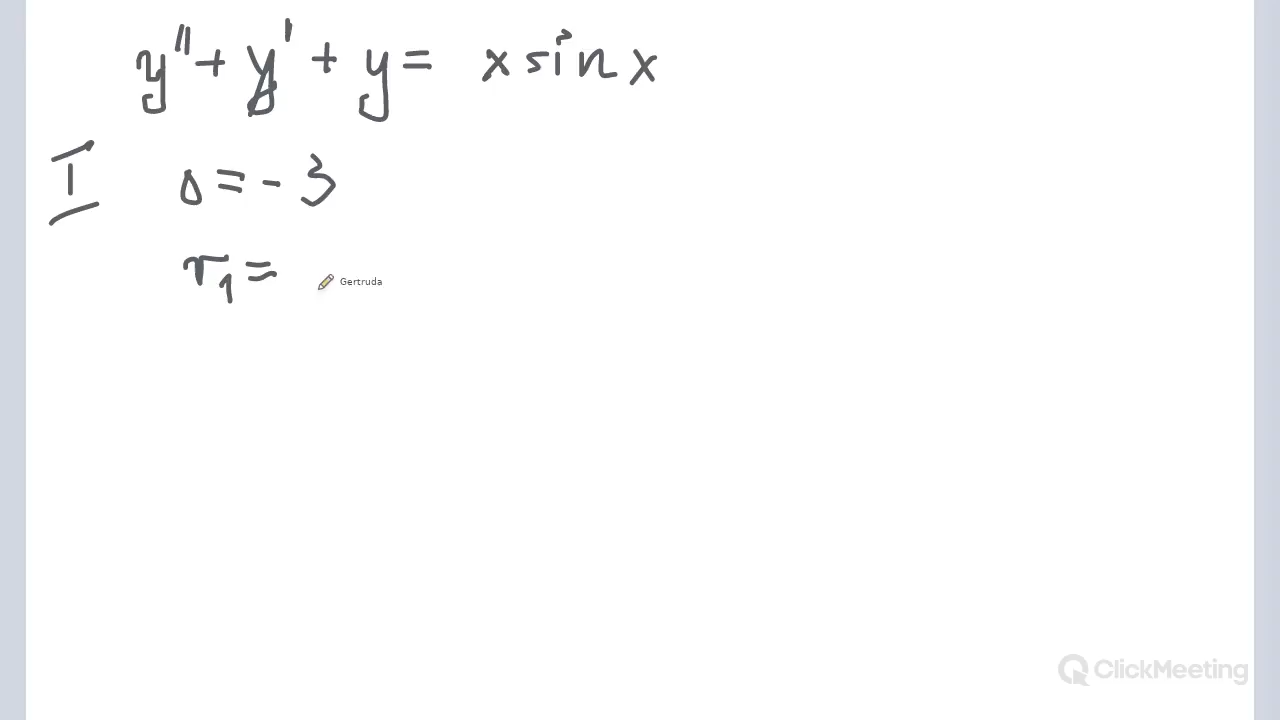 y'' + y' + y = x sin x
I Δ = -3
r₁ =
Gertruda
ClickMeeting